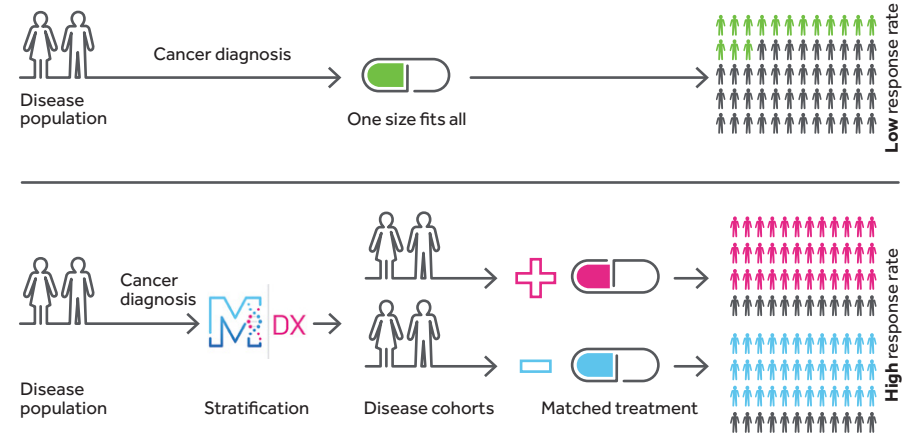 Cancer diagnosis
Disease
population
One size fits all
Low response rate
Cancer
diagnosis
M DX
Disease
population
Stratification
Disease cohorts
Matched treatment
High response rate